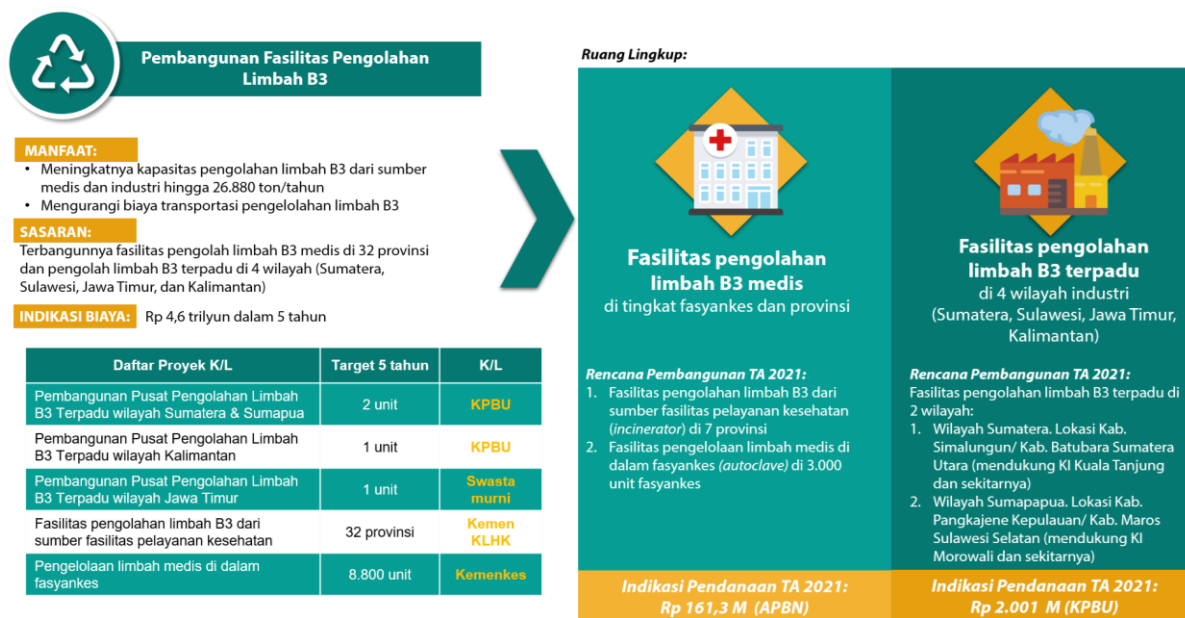 Pembangunan Fasilitas Pengolahan
Limbah B3
MANFAAT:
• Meningkatnya kapasitas pengolahan limbah B3 dari sumber
medis dan industri hingga 26.880 ton/tahun
• Mengurangi biaya transportasi pengelolahan limbah B3
SASARAN:
Terbangunnya fasilitas pengolah limbah B3 medis di 32 provinsi
dan pengolah limbah B3 terpadu di 4 wilayah (Sumatera,
Sulawesi, Jawa Timur, dan Kalimantan)
INDIKASI BIAYA: Rp 4,6 trilyun dalam 5 tahun
Daftar Proyek K/L Target 5 tahun K/L
Pembangunan Pusat Pengolahan Limbah
B3 Terpadu wilayah Sumatera & Sumapua
2 unit
KPBU
Pembangunan Pusat Pengolahan Limbah
B3 Terpadu wilayah Kalimantan
1 unit
KPBU
Pembangunan Pusat Pengolahan Limbah
B3 Terpadu wilayah Jawa Timur
1 unit
Swasta
murni
Fasilitas pengolahan limbah B3 dari
sumber fasilitas pelayanan kesehatan
32 provinsi
Kemen
KLHK
Pengelolaan limbah medis di dalam
fasyankes
8.800 unit
Kemenkes
Ruang Lingkup:
Fasilitas pengolahan
limbah B3 medis
di tingkat fasyankes dan provinsi
Rencana Pembangunan TA 2021:
1. Fasilitas pengolahan limbah B3 dari
sumber fasilitas pelayanan kesehatan
(incinerator) di 7 provinsi
2. Fasilitas pengelolaan limbah medis di
dalam fasyankes (autoclave) di 3.000
unit fasyankes
Indikasi Pendanaan TA 2021:
Rp 161,3 M (APBN)
Fasilitas pengolahan
limbah B3 terpadu
di 4 wilayah industri
(Sumatera, Sulawesi, Jawa Timur,
Kalimantan)
Rencana Pembangunan TA 2021:
Fasilitas pengolahan limbah B3 terpadu di
2 wilayah:
1. Wilayah Sumatera. Lokasi Kab.
Simalungun/ Kab. Batubara Sumatera
Utara (mendukung KI Kuala Tanjung
dan sekitarnya)
2. Wilayah Sumapapua. Lokasi Kab.
Pangkajene Kepulauan/ Kab. Maros
Sulawesi Selatan (mendukung KI
Morowali dan sekitarnya)
Indikasi Pendanaan TA 2021:
Rp 2.001 M (KPBU)